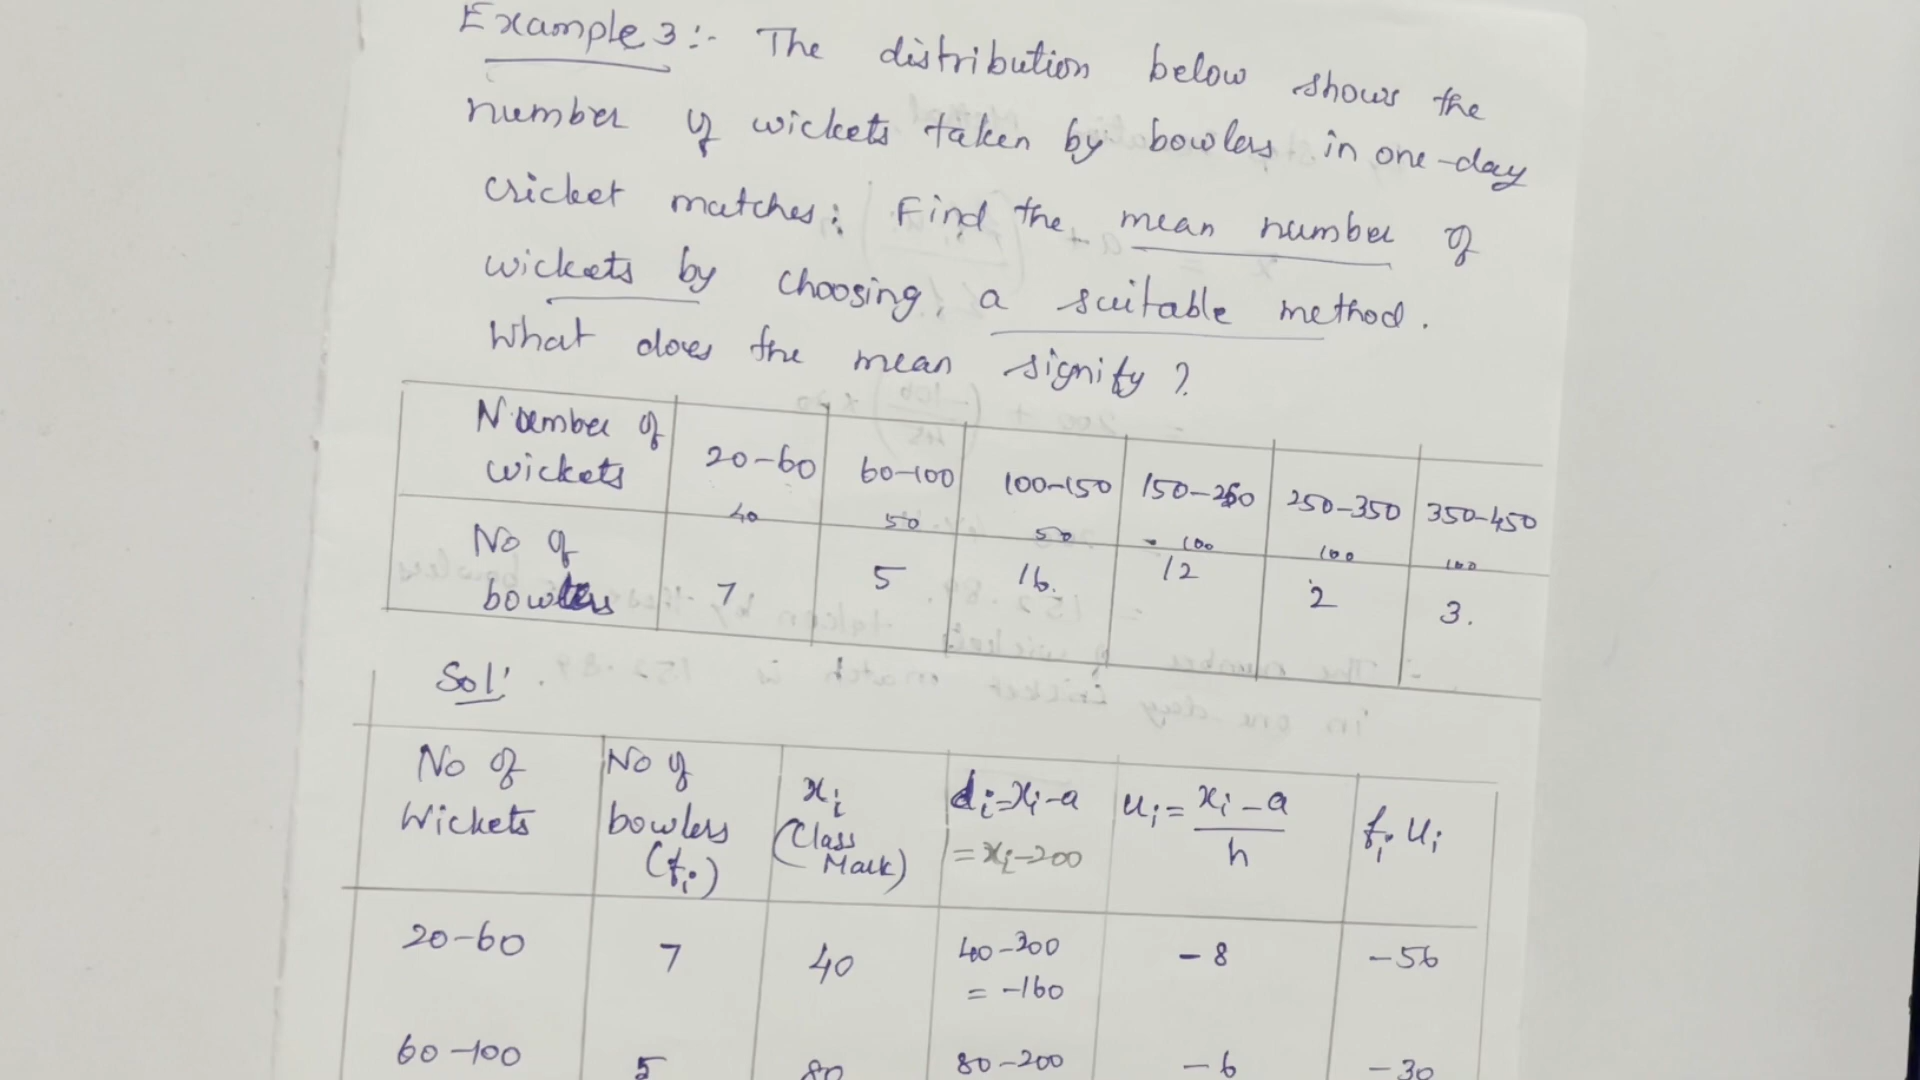 Example 3:- The distribution below shows the
number of wickets taken by bowlers in one-day
cricket matches: Find the mean number of
wickets by choosing a suitable method.
What does the mean signify?
Number of wickets 20-60 60-100 100-150 150-250 250-350 350-450
40 50 50 100 100 100
No of bowlers 7 5 16. 12 2 3.
Sol:
No of Wickets No of bowlers (fi) xi (Class Mark) di=xi-a =xi-200 ui= xi-a/h fi ui
20-60 7 40 40-200 = -160 -8 -56
60-100 5 80 80-200 -6 -30